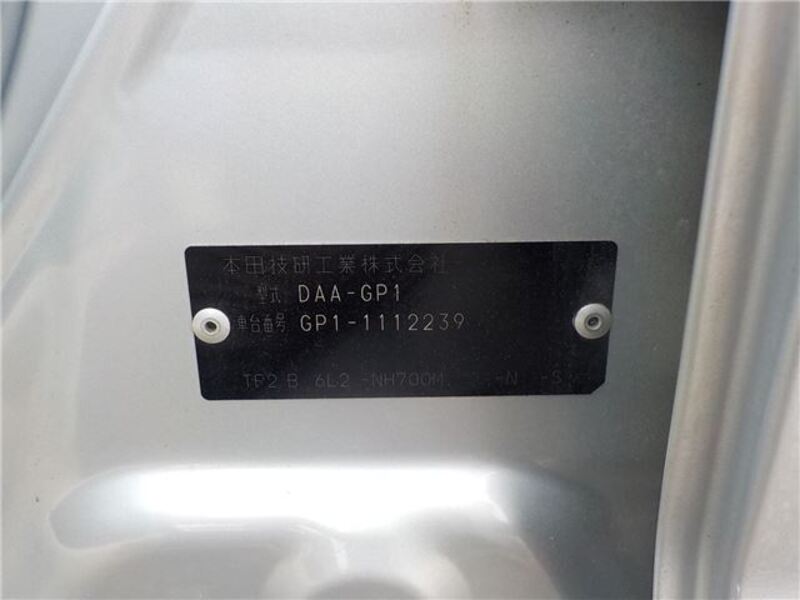 本田技研工業株式会社
型式 DAA-GP1
車台番号 GP1-1112239
6L2 -NH700M